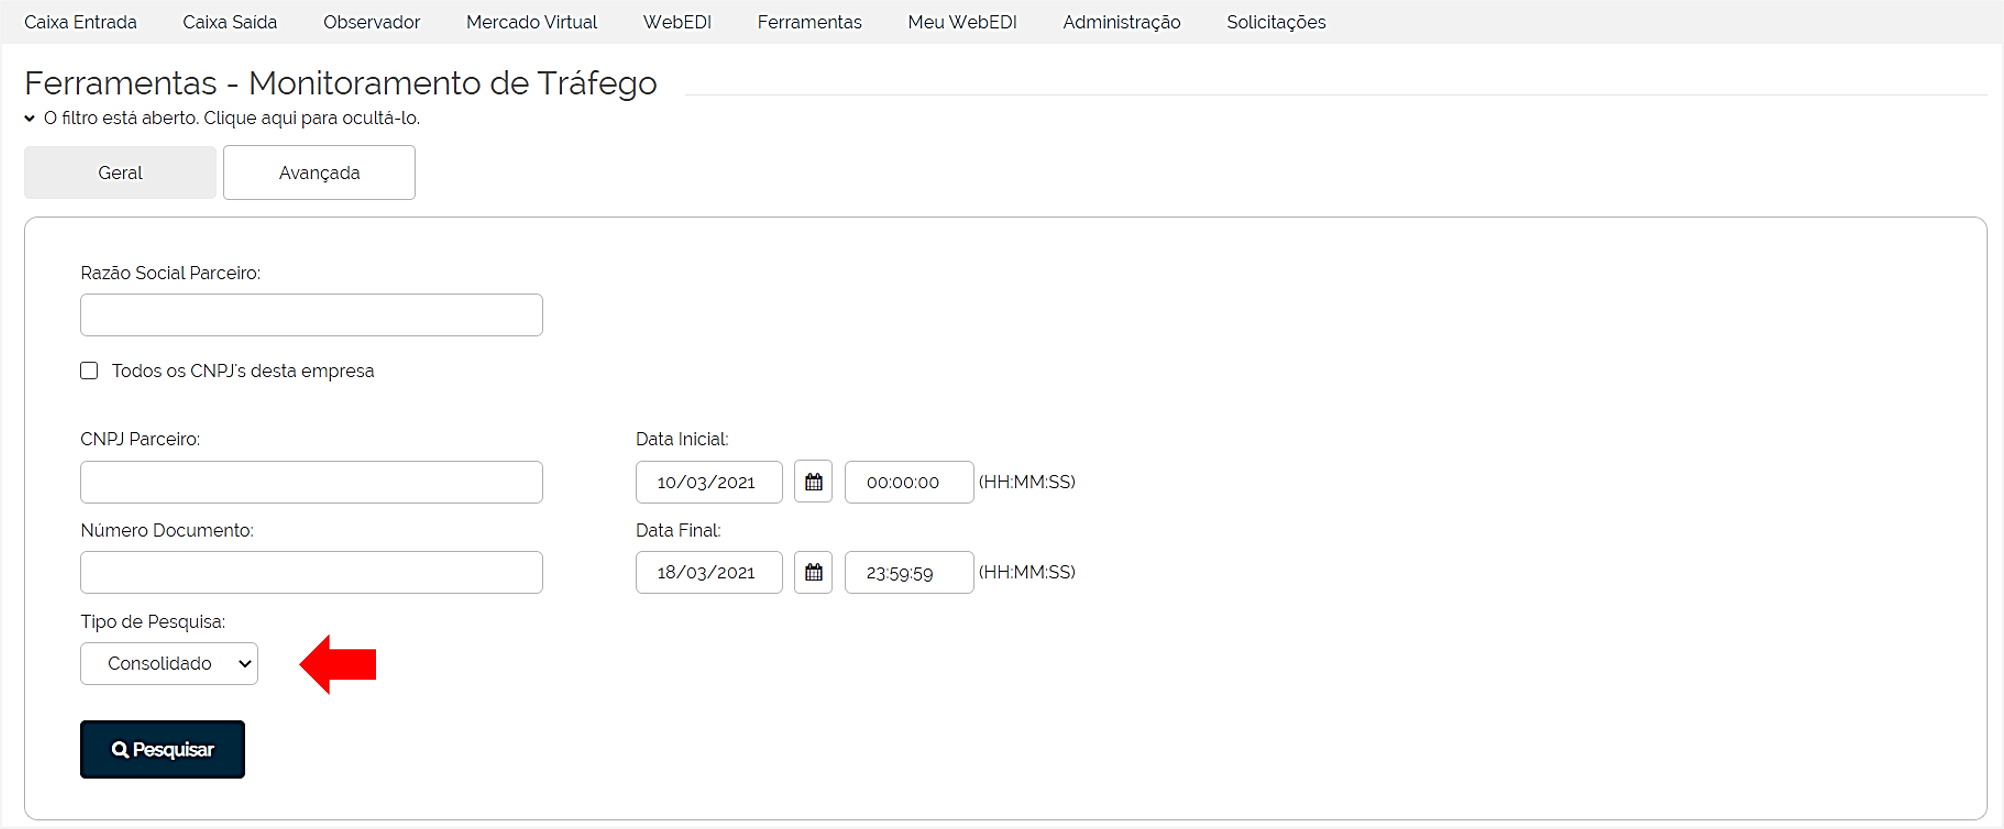 Caixa Entrada Caixa Saída Observador Mercado Virtual WebEDI Ferramentas Meu WebEDI Administração Solicitações
Ferramentas - Monitoramento de Tráfego
O filtro está aberto. Clique aqui para ocultá-lo.
Geral Avançada
Razão Social Parceiro:
Todos os CNPJ's desta empresa
CNPJ Parceiro: Data Inicial:
10/03/2021 00:00:00 (HH:MM:SS)
Número Documento: Data Final:
18/03/2021 23:59:59 (HH:MM:SS)
Tipo de Pesquisa:
Consolidado
Pesquisar